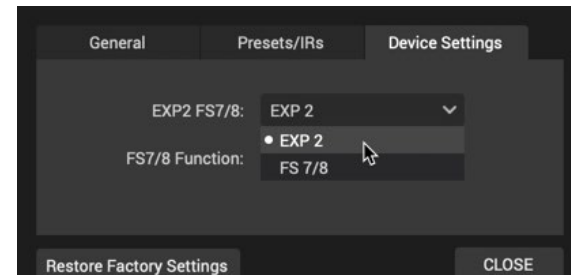 General Presets/IRs Device Settings
EXP2 FS7/8: EXP 2
EXP 2
FS7/8 Function:
FS 7/8
Restore Factory Settings CLOSE